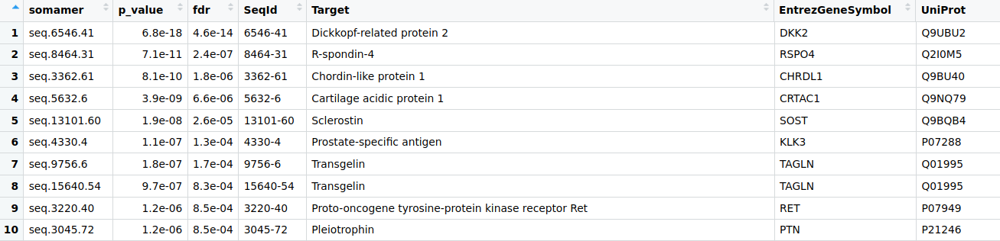 somamer p_value fdr SeqId Target EntrezGeneSymbol UniProt
1 seq.6546.41 6.8e-18 4.6e-14 6546-41 Dickkopf-related protein 2 DKK2 Q9UBU2
2 seq.8464.31 7.1e-11 2.4e-07 8464-31 R-spondin-4 RSPO4 Q2I0M5
3 seq.3362.61 8.1e-10 1.8e-06 3362-61 Chordin-like protein 1 CHRDL1 Q9BU40
4 seq.5632.6 3.9e-09 6.6e-06 5632-6 Cartilage acidic protein 1 CRTAC1 Q9NQ79
5 seq.13101.60 1.9e-08 2.6e-05 13101-60 Sclerostin SOST Q9BQB4
6 seq.4330.4 1.1e-07 1.3e-04 4330-4 Prostate-specific antigen KLK3 P07288
7 seq.9756.6 1.8e-07 1.7e-04 9756-6 Transgelin TAGLN Q01995
8 seq.15640.54 9.7e-07 8.3e-04 15640-54 Transgelin TAGLN Q01995
9 seq.3220.40 1.2e-06 8.5e-04 3220-40 Proto-oncogene tyrosine-protein kinase receptor Ret RET P07949
10 seq.3045.72 1.2e-06 8.5e-04 3045-72 Pleiotrophin PTN P21246